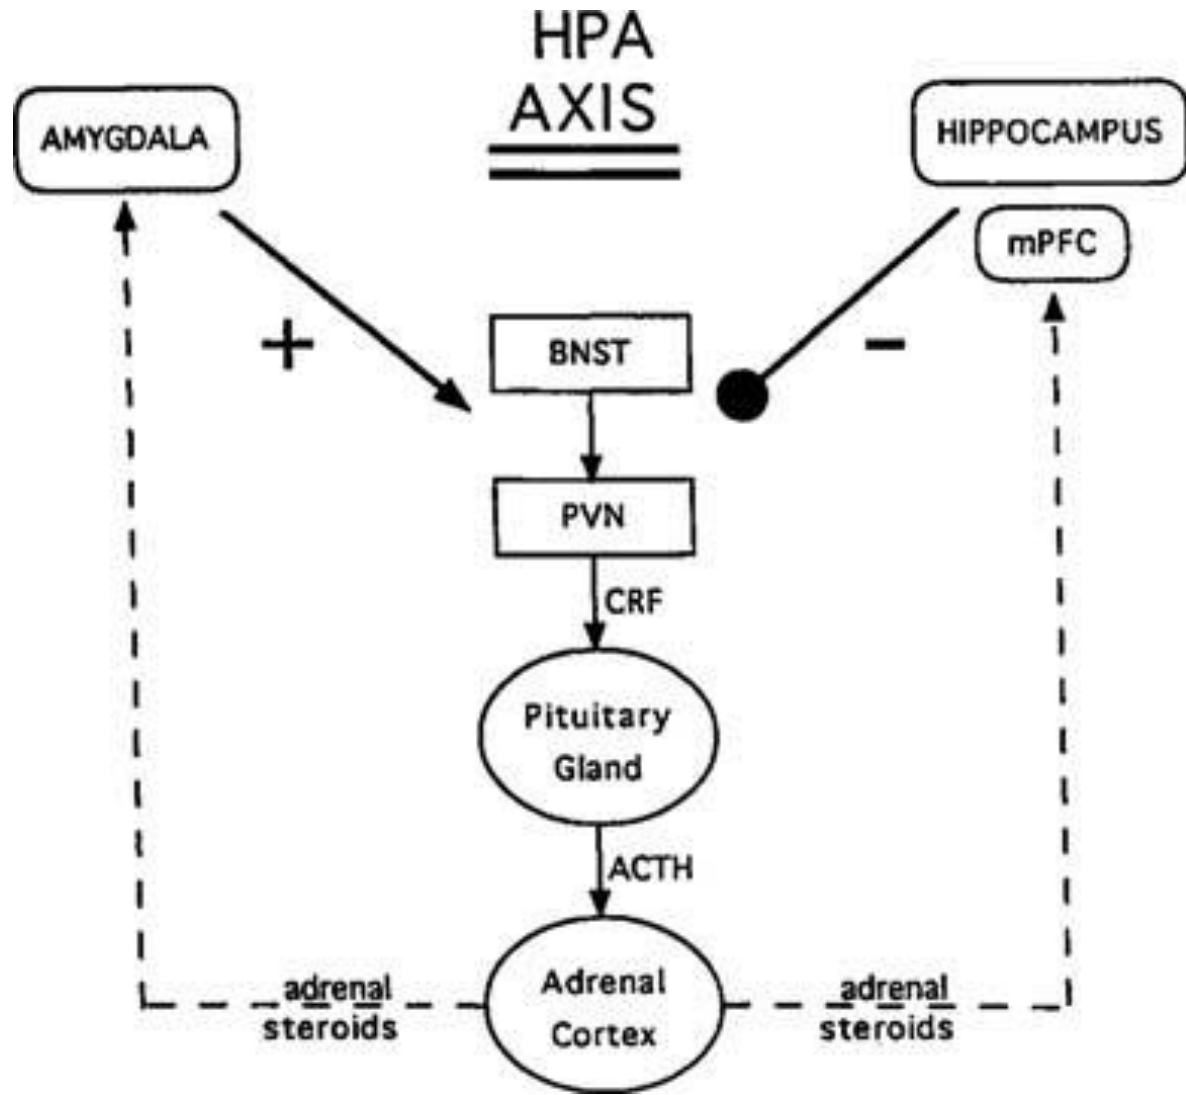 HPA
AXIS
AMYGDALA
HIPPOCAMPUS
mPFC
+
-
BNST
PVN
CRF
Pituitary
Gland
ACTH
Adrenal
Cortex
adrenal
steroids
adrenal
steroids